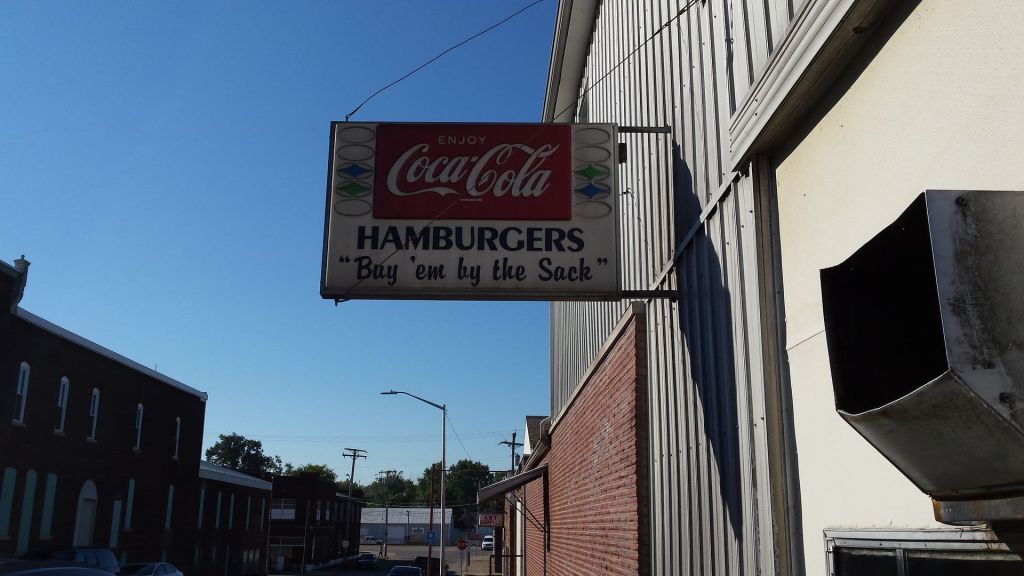 ENJOY
Coca-Cola
HAMBURGERS
"Buy 'em by the Sack"